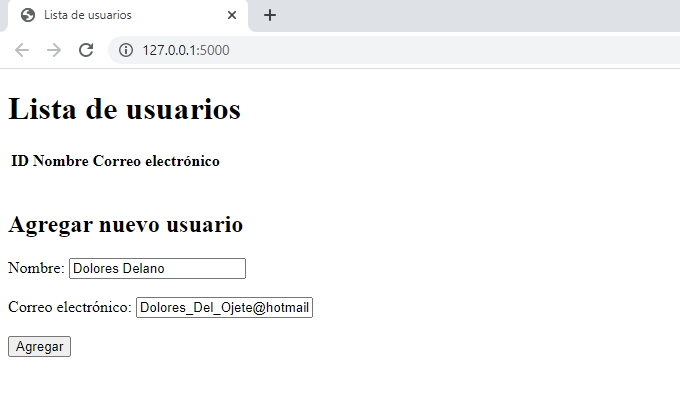 Lista de usuarios
127.0.0.1:5000
Lista de usuarios
ID Nombre Correo electrónico
Agregar nuevo usuario
Nombre: Dolores Delano
Correo electrónico: Dolores_Del_Ojete@hotmail
Agregar